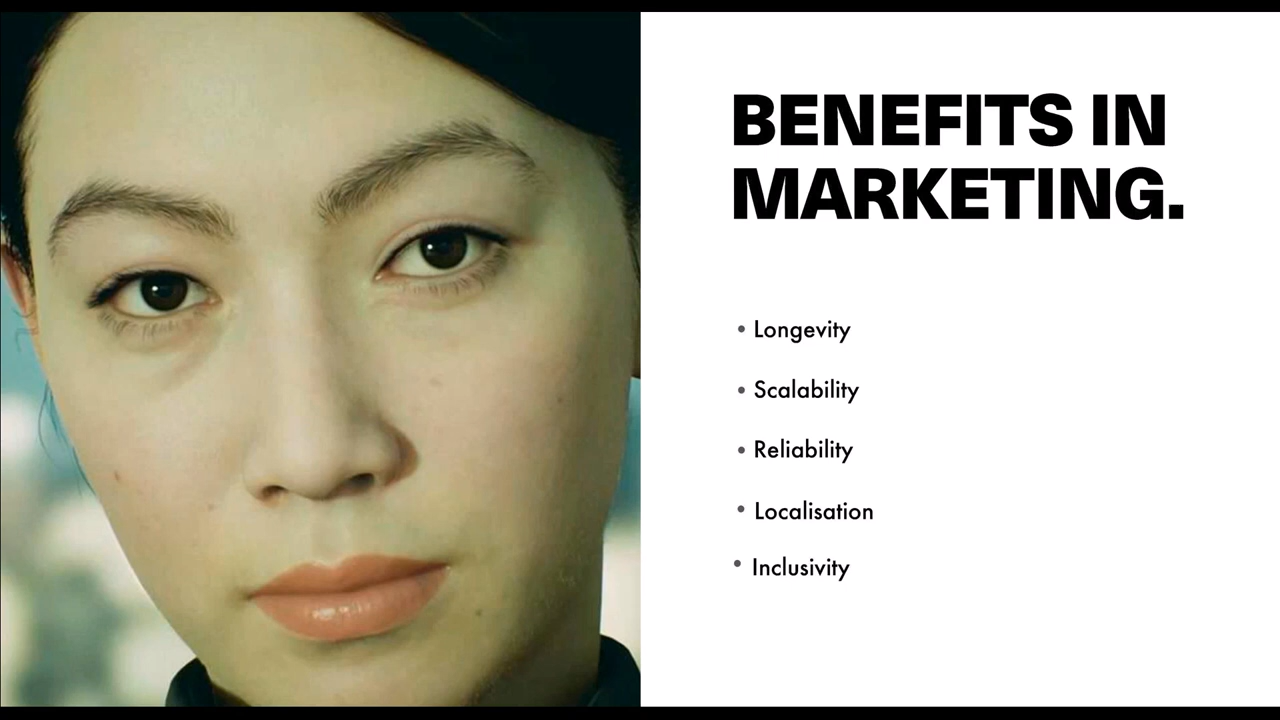 BENEFITS IN
MARKETING.
• Longevity
• Scalability
• Reliability
• Localisation
• Inclusivity